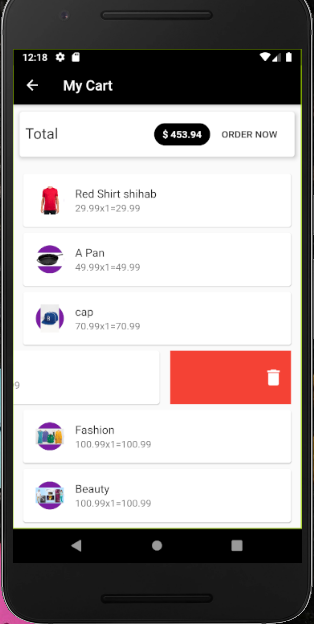 12:18
My Cart
Total
$ 453.94
ORDER NOW
Red Shirt shihab
29.99x1=29.99
A Pan
49.99x1=49.99
cap
70.99x1=70.99
Fashion
100.99x1=100.99
Beauty
100.99x1=100.99